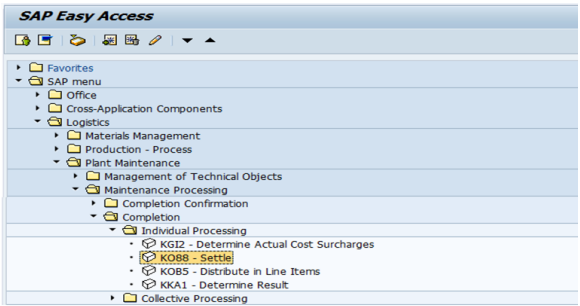 SAP Easy Access
Favorites
SAP menu
Office
Cross-Application Components
Logistics
Materials Management
Production - Process
Plant Maintenance
Management of Technical Objects
Maintenance Processing
Completion Confirmation
Completion
Individual Processing
KGI2 - Determine Actual Cost Surcharges
KO88 - Settle
KOB5 - Distribute in Line Items
KKA1 - Determine Result
Collective Processing